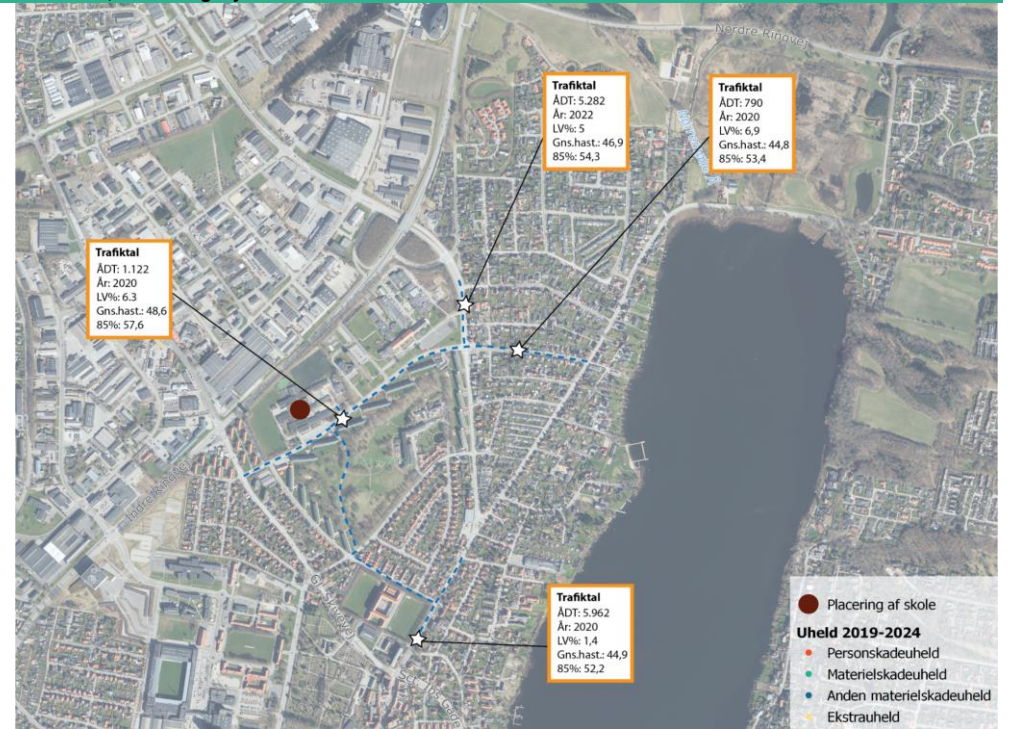 Nordre Ringvej
Trafiktal
ÅDT: 5.282
År: 2022
LV%: 5
Gns.hast.: 46,9
85%: 54,3
Trafiktal
ÅDT: 790
År: 2020
LV%: 6,9
Gns.hast.: 44,8
85%: 53,4
Trafiktal
ÅDT: 1.122
År: 2020
LV%: 6.3
Gns.hast.: 48,6
85%: 57,6
Trafiktal
ÅDT: 5.962
År: 2020
LV%: 1,4
Gns.hast.: 44,9
85%: 52,2
Placering af skole
Uheld 2019-2024
Personskadeuheld
Materielskadeuheld
Anden materielskadeuheld
Ekstrauheld